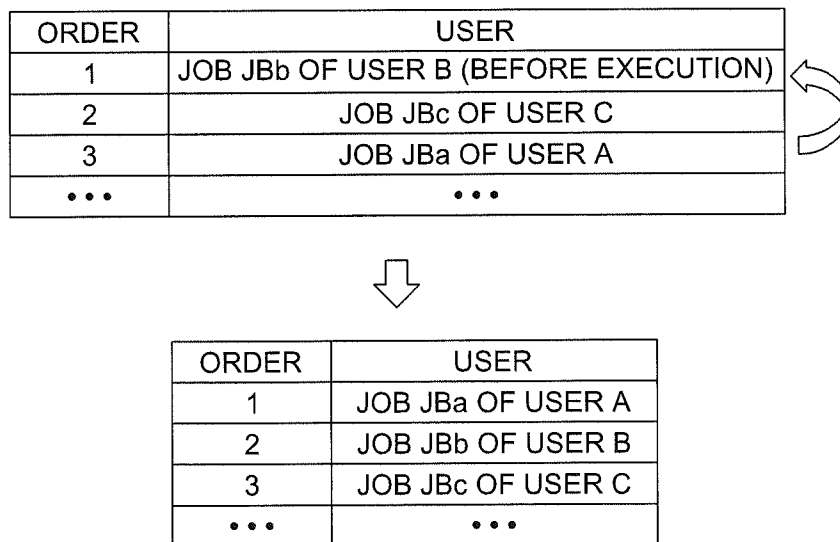 ORDER USER
1 JOB JBb OF USER B (BEFORE EXECUTION)
2 JOB JBc OF USER C
3 JOB JBa OF USER A
••• •••
ORDER USER
1 JOB JBa OF USER A
2 JOB JBb OF USER B
3 JOB JBc OF USER C
••• •••